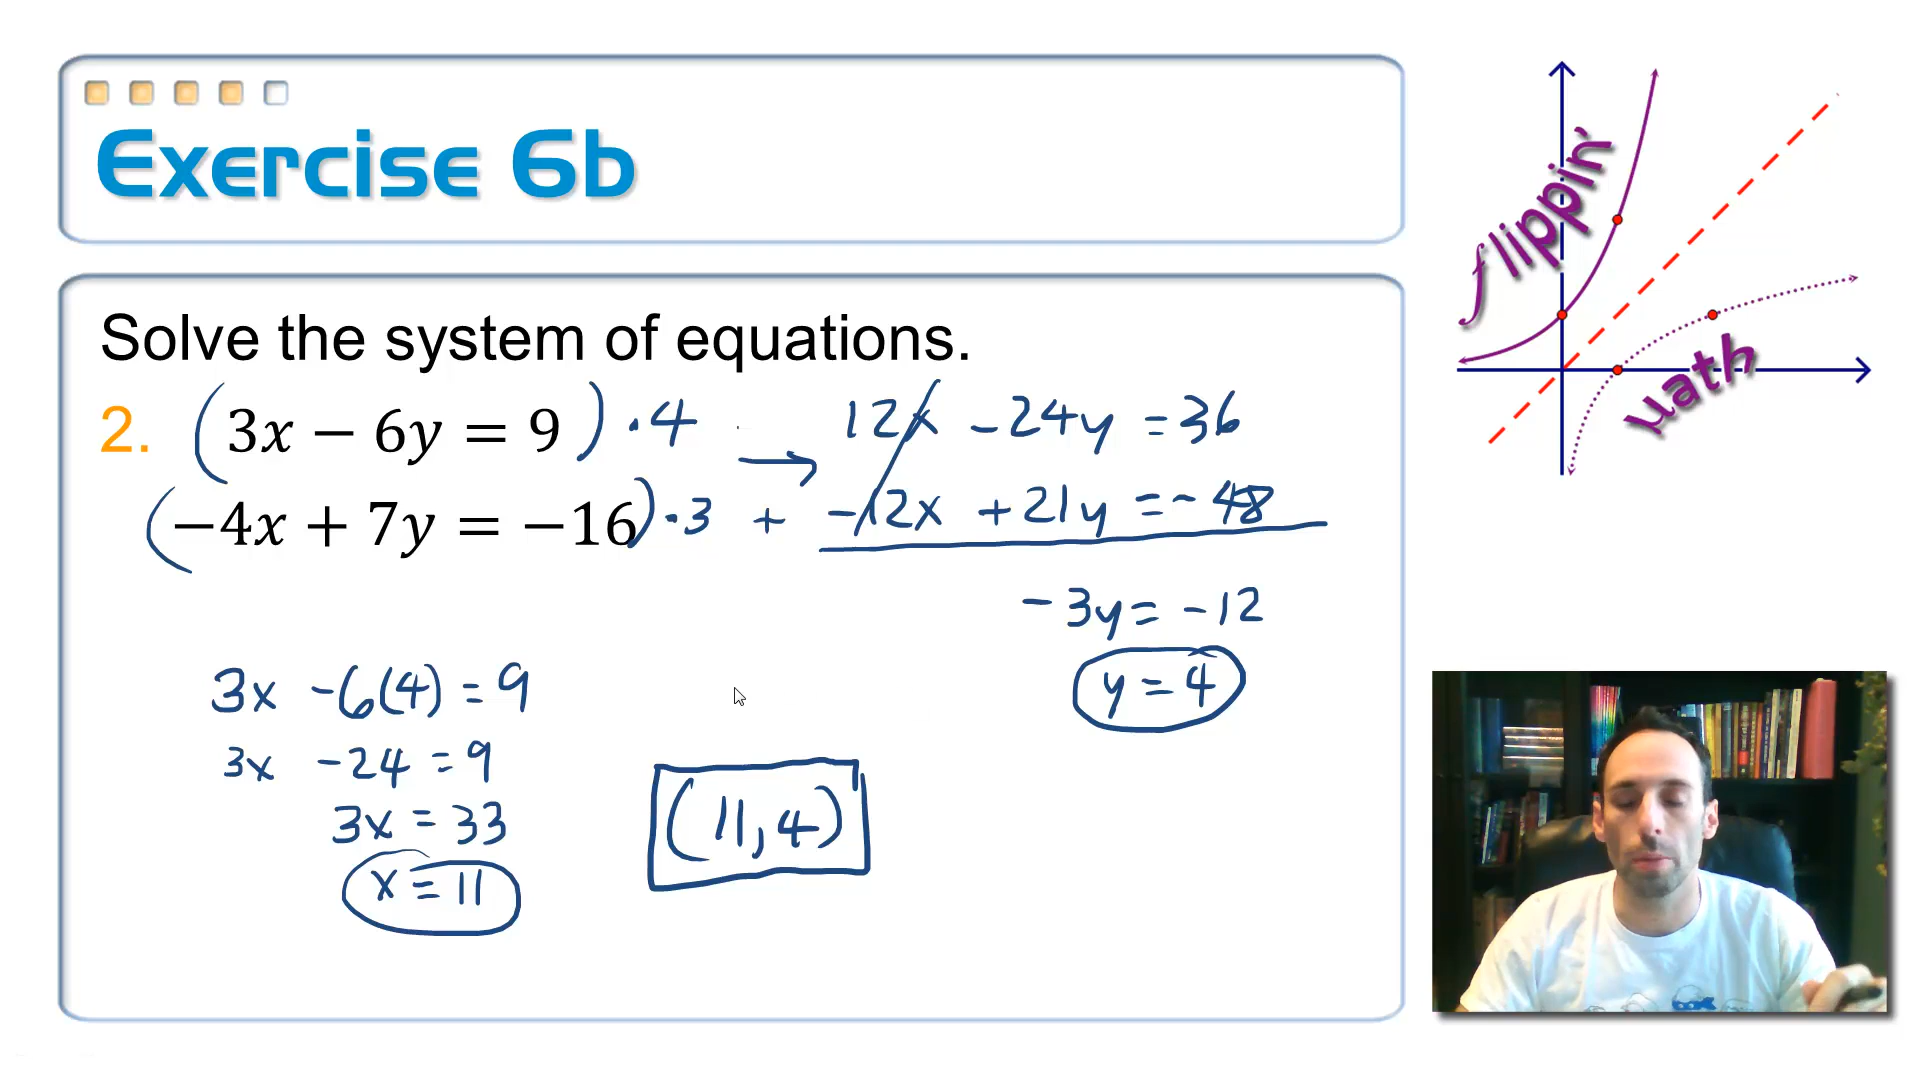 Exercise 6b
flippin'
math
Solve the system of equations.
2. (3x − 6y = 9) · 4 → 12x - 24y = 36
(−4x + 7y = −16) · 3 + -12x + 21y = -48
-3y = -12
y = 4
3x - 6(4) = 9
3x - 24 = 9
3x = 33
x = 11
(11, 4)